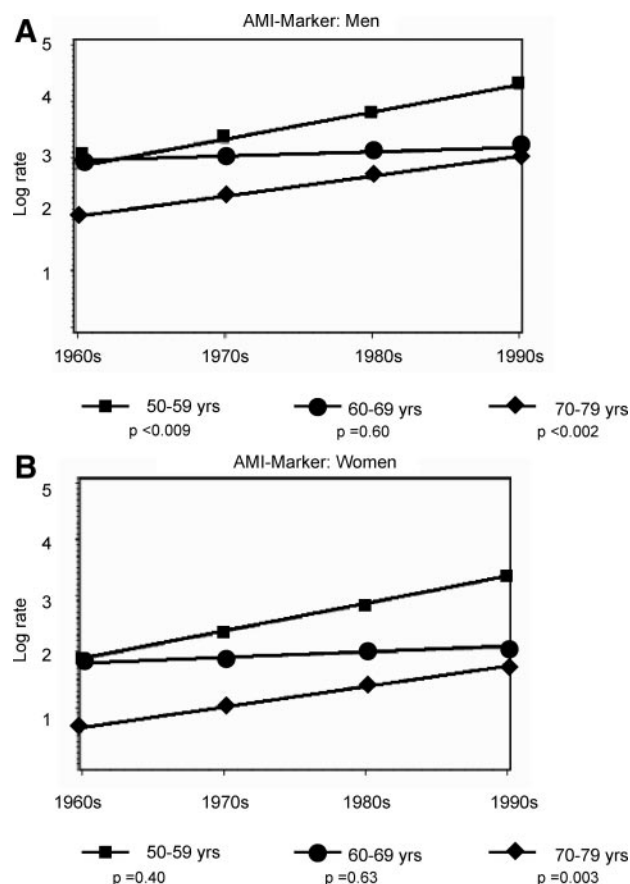 A
AMI-Marker: Men
5
4
3
2
1
Log rate
1960s 1970s 1980s 1990s
50-59 yrs 60-69 yrs 70-79 yrs
p <0.009 p =0.60 p <0.002
B
AMI-Marker: Women
5
4
3
2
1
Log rate
1960s 1970s 1980s 1990s
50-59 yrs 60-69 yrs 70-79 yrs
p =0.40 p =0.63 p =0.003